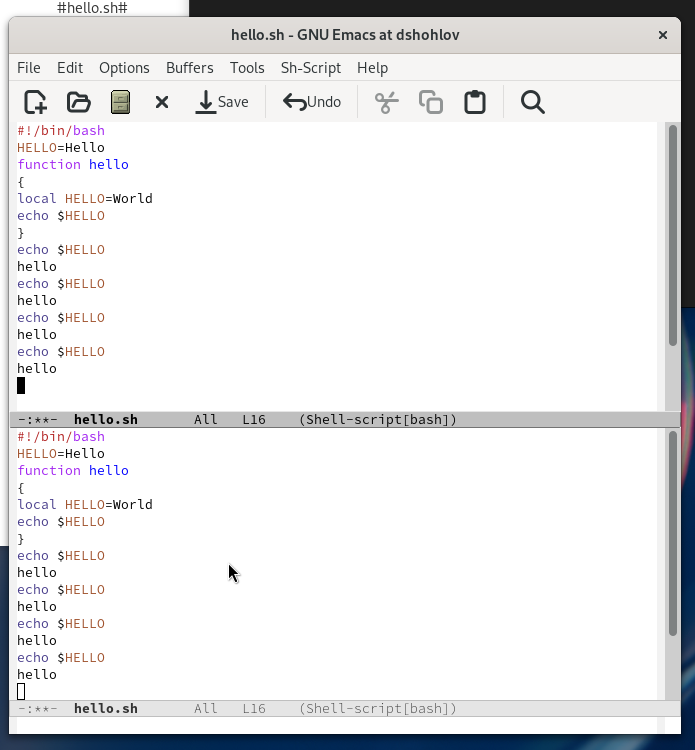 #hello.sh#
hello.sh - GNU Emacs at dshohlov
File Edit Options Buffers Tools Sh-Script Help
Save Undo
#!/bin/bash
HELLO=Hello
function hello
{
local HELLO=World
echo $HELLO
}
echo $HELLO
hello
echo $HELLO
hello
echo $HELLO
hello
echo $HELLO
hello
-:**- hello.sh All L16 (Shell-script[bash])
#!/bin/bash
HELLO=Hello
function hello
{
local HELLO=World
echo $HELLO
}
echo $HELLO
hello
echo $HELLO
hello
echo $HELLO
hello
echo $HELLO
hello
-:**- hello.sh All L16 (Shell-script[bash])